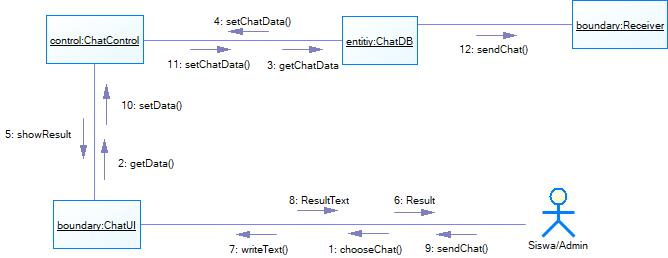 4: setChatData()
boundary:Receiver
control:ChatControl
entitiy:ChatDB
12: sendChat()
11: setChatData()
3: getChatData
10: setData()
5: showResult
2: getData()
8: ResultText
6: Result
boundary:ChatUI
7: writeText()
1: chooseChat()
9: sendChat()
Siswa/Admin